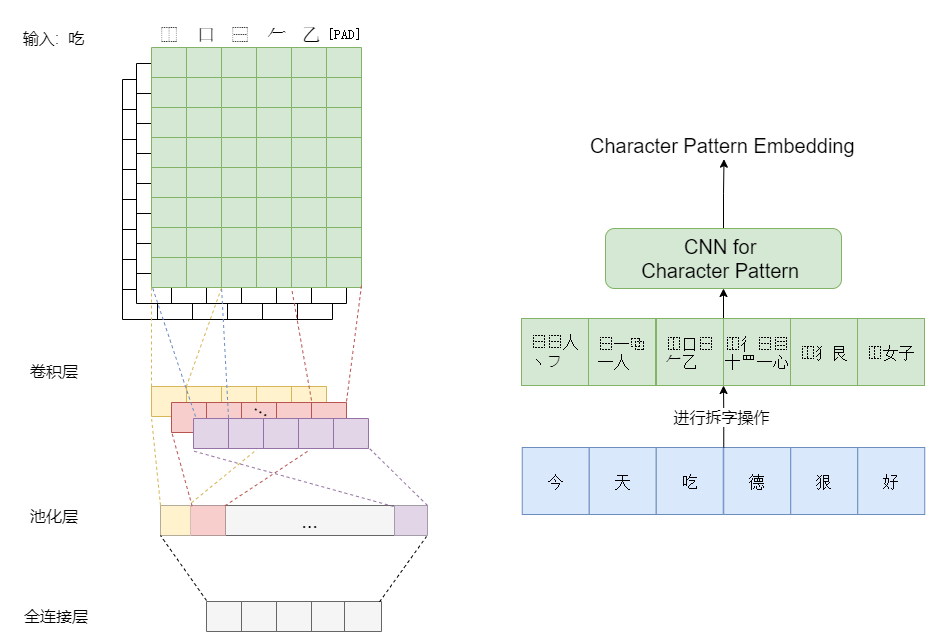 输入: 吃
⿰ 口 ⿱ 𠂉 乙 [PAD]
卷积层
...
池化层
...
全连接层
Character Pattern Embedding
CNN for
Character Pattern
⿱⿱人
丶フ
⿱一⿻
一人
⿰口⿱
𠂉乙
⿰彳⿱⿳
十罒一心
⿰犭艮
⿰女子
进行拆字操作
今 天 吃 德 狠 好